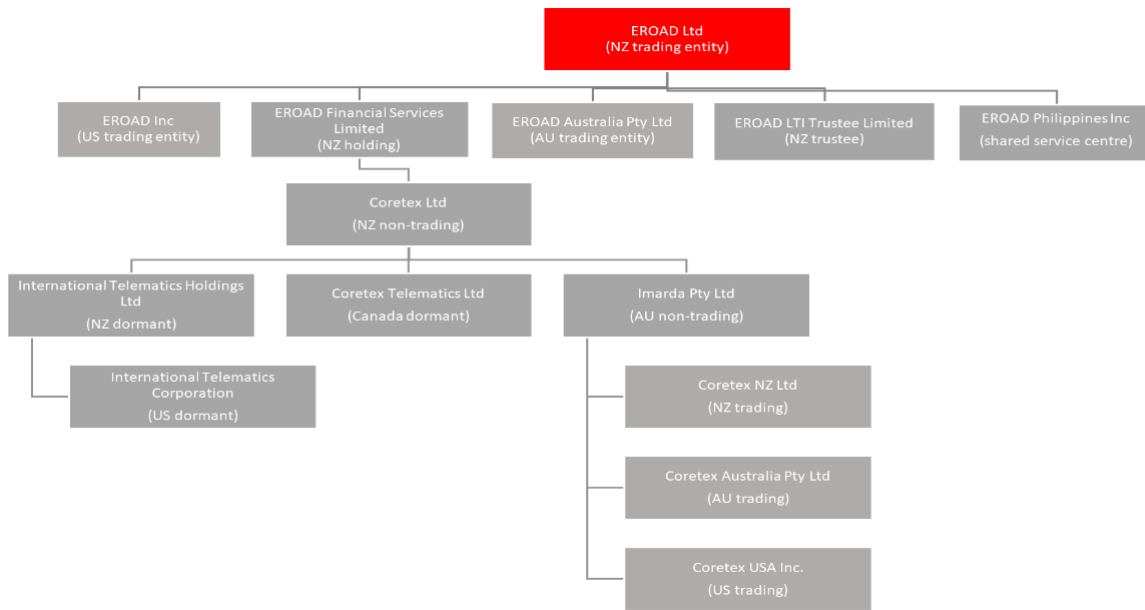 EROAD Ltd
(NZ trading entity)
EROAD Inc
(US trading entity)
EROAD Financial Services
Limited
(NZ holding)
EROAD Australia Pty Ltd
(AU trading entity)
EROAD LTI Trustee Limited
(NZ trustee)
EROAD Philippines Inc
(shared service centre)
Coretex Ltd
(NZ non-trading)
International Telematics Holdings
Ltd
(NZ dormant)
Coretex Telematics Ltd
(Canada dormant)
Imarda Pty Ltd
(AU non-trading)
International Telematics
Corporation
(US dormant)
Coretex NZ Ltd
(NZ trading)
Coretex Australia Pty Ltd
(AU trading)
Coretex USA Inc.
(US trading)